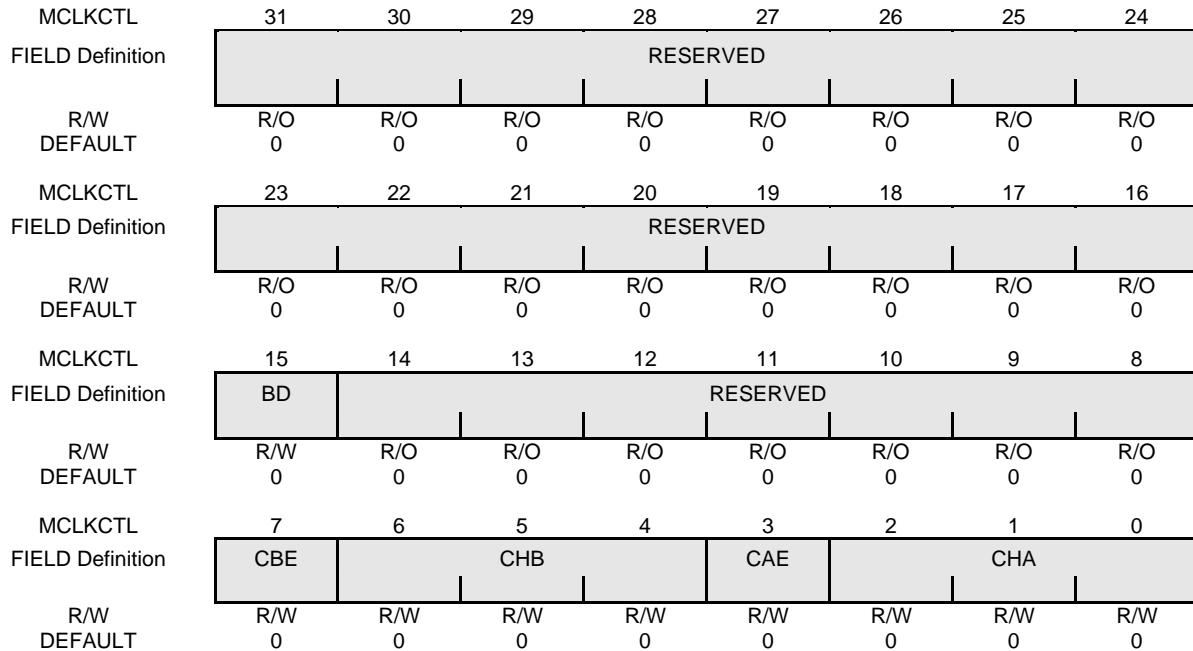 MCLKCTL 31 30 29 28 27 26 25 24
FIELD Definition RESERVED
R/W R/O R/O R/O R/O R/O R/O R/O R/O
DEFAULT 0 0 0 0 0 0 0 0
MCLKCTL 23 22 21 20 19 18 17 16
FIELD Definition RESERVED
R/W R/O R/O R/O R/O R/O R/O R/O R/O
DEFAULT 0 0 0 0 0 0 0 0
MCLKCTL 15 14 13 12 11 10 9 8
FIELD Definition BD RESERVED
R/W R/W R/O R/O R/O R/O R/O R/O R/O
DEFAULT 0 0 0 0 0 0 0 0
MCLKCTL 7 6 5 4 3 2 1 0
FIELD Definition CBE CHB CAE CHA
R/W R/W R/W R/W R/W R/W R/W R/W R/W
DEFAULT 0 0 0 0 0 0 0 0